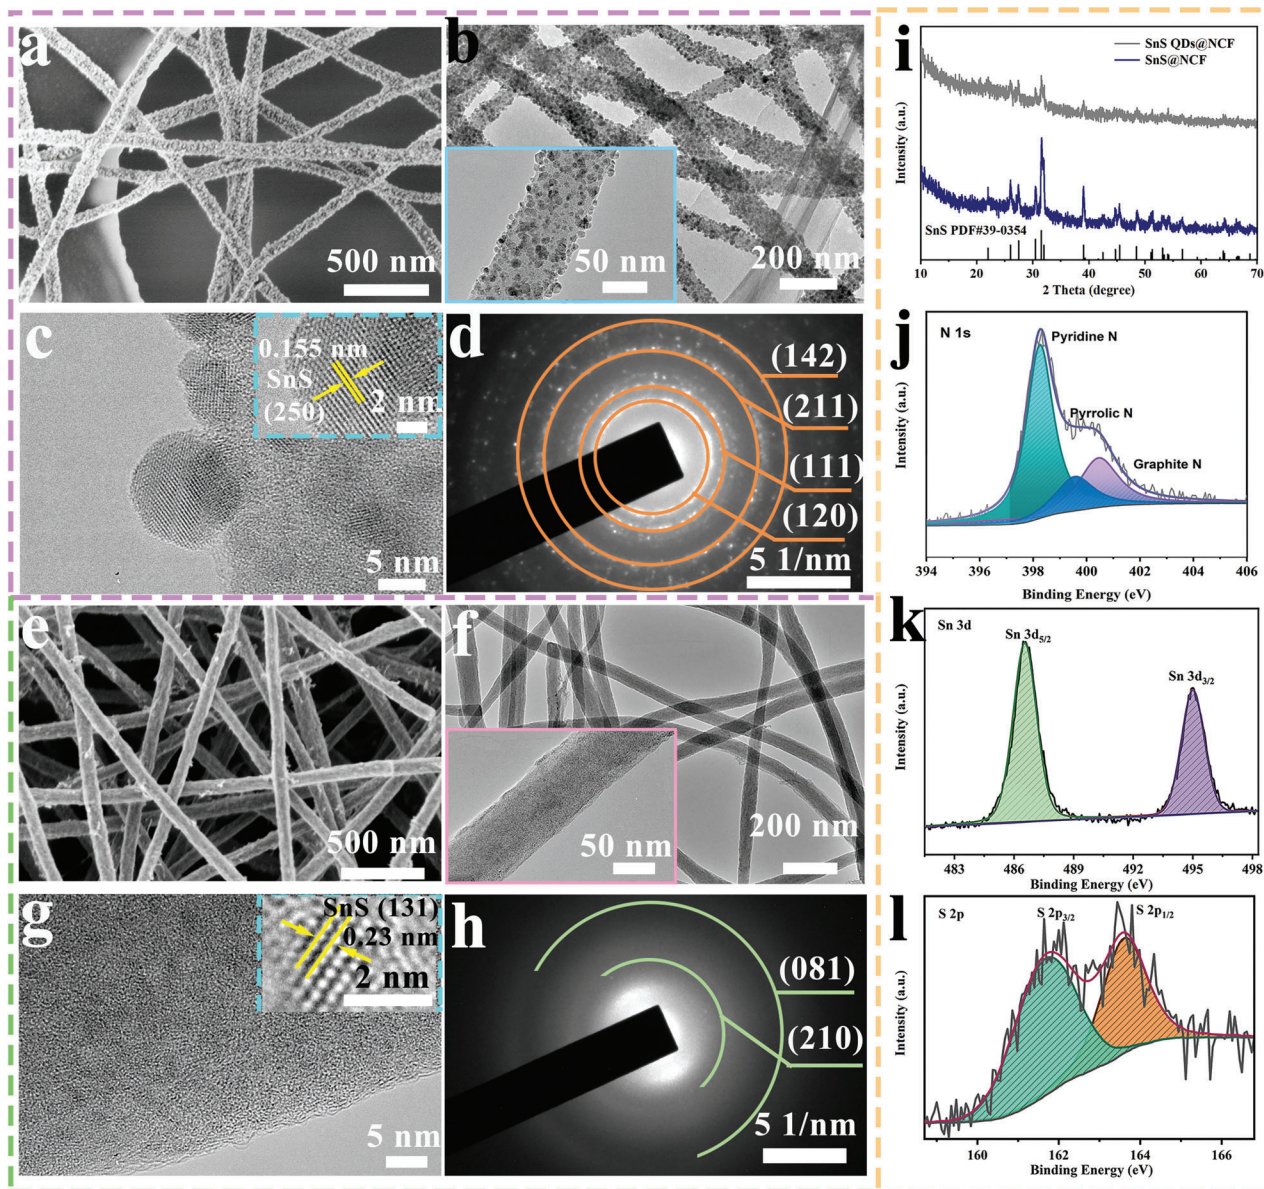 a
500 nm
b
50 nm
200 nm
c
0.155 nm
SnS
(250)
2 nm
5 nm
d
(142)
(211)
(111)
(120)
5 1/nm
e
500 nm
f
50 nm
200 nm
g
SnS (131)
0.23 nm
2 nm
5 nm
h
(081)
(210)
5 1/nm
i
SnS QDs@NCF
SnS@NCF
SnS PDF#39-0354
Intensity (a.u.)
10 20 30 40 50 60 70
2 Theta (degree)
j
N 1s
Pyridine N
Pyrrolic N
Graphite N
Intensity (a.u.)
394 396 398 400 402 404 406
Binding Energy (eV)
k
Sn 3d
Sn 3d5/2
Sn 3d3/2
Intensity (a.u.)
483 486 489 492 495 498
Binding Energy (eV)
l
S 2p
S 2p3/2
S 2p1/2
Intensity (a.u.)
160 162 164 166
Binding Energy (eV)